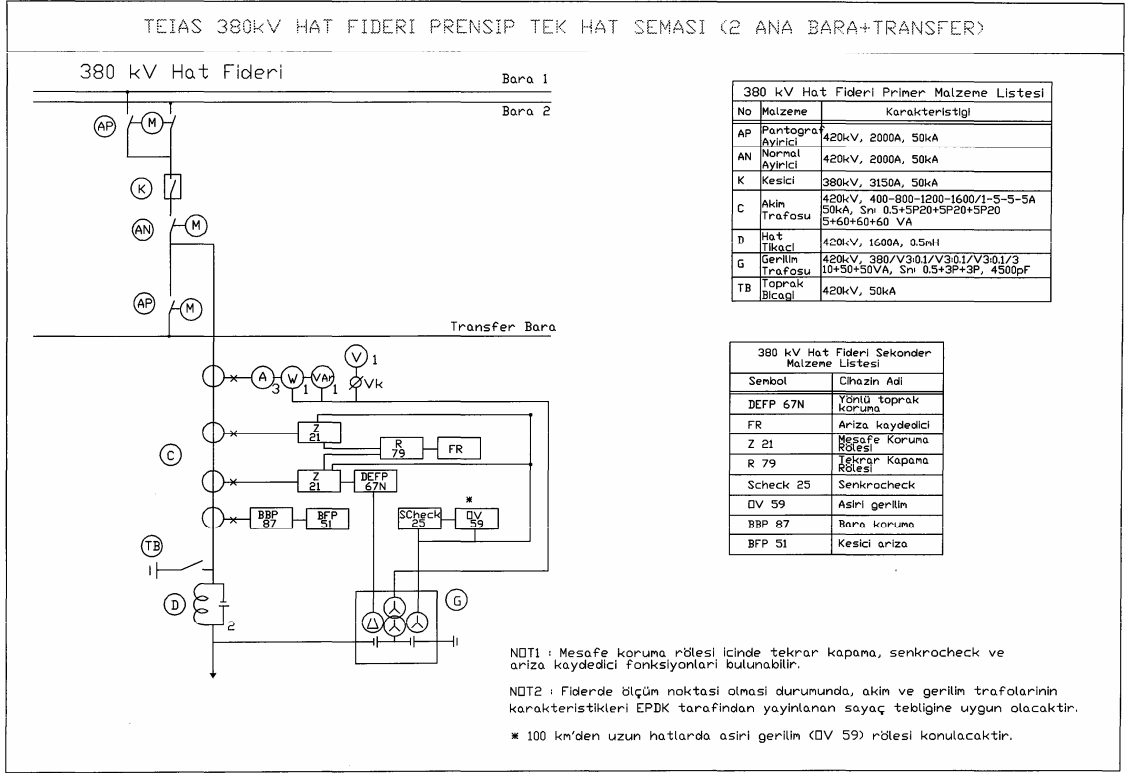 TEIAS 380kV HAT FIDERI PRENSIP TEK HAT SEMASI (2 ANA BARA+TRANSFER)
380 kV Hat Fideri
Bara 1
Bara 2
AP
M
K
AN
M
AP
M
Transfer Bara
A
3
W
1
VAr
1
V
1
Vk
Z
21
R
79
FR
C
Z
21
DEFP
67N
*
BBP
87
BFP
51
SCheck
25
OV
59
TB
D
2
G
380 kV Hat Fideri Primer Malzeme Listesi
No Malzeme Karakteristigi
AP Pantograf Ayirici 420kV, 2000A, 50kA
AN Normal Ayirici 420kV, 2000A, 50kA
K Kesici 380kV, 3150A, 50kA
C Akim Trafosu 420kV, 400-800-1200-1600/1-5-5-5A
50kA, Sni 0.5+5P20+5P20+5P20
5+60+60+60 VA
D Hat Tikaci 420kV, 1600A, 0.5mH
G Gerilim Trafosu 420kV, 380/V3:0.1/V3:0.1/V3:0.1/3
10+50+50VA, Sni 0.5+3P+3P, 4500pF
TB Toprak Bicagi 420kV, 50kA
380 kV Hat Fideri Sekonder
Malzeme Listesi
Sembol Cihazin Adi
DEFP 67N Yönlü toprak koruma
FR Ariza kaydedici
Z 21 Mesafe Koruma Rölesi
R 79 Tekrar Kapama Rölesi
Scheck 25 Senkrocheck
OV 59 Asiri gerilim
BBP 87 Bara koruma
BFP 51 Kesici ariza
NOT1 : Mesafe koruma rölesi icinde tekrar kapama, senkrocheck ve
ariza kaydedici fonksiyonlari bulunabilir.
NOT2 : Fiderde ölçüm noktasi olmasi durumunda, akim ve gerilim trafolarinin
karakteristikleri EPDK tarafindan yayinlanan sayaç tebligine uygun olacaktir.
* 100 km'den uzun hatlarda asiri gerilim (OV 59) rölesi konulacaktir.